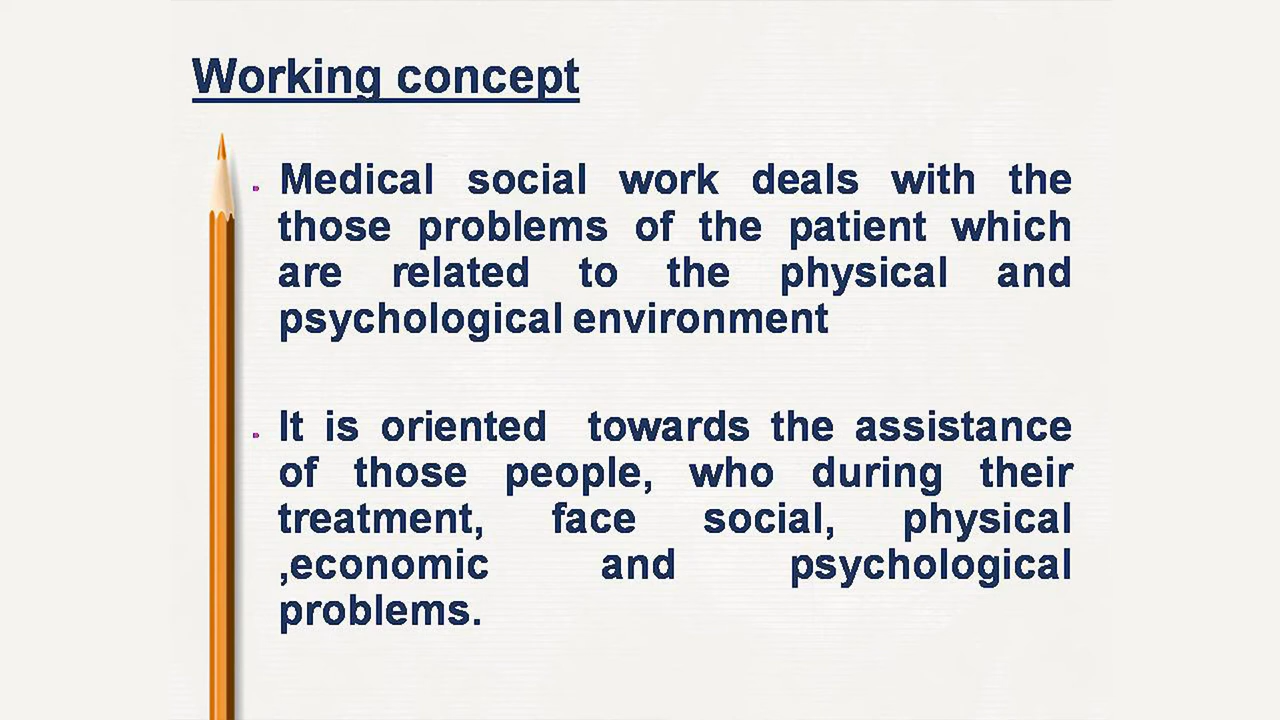 Working concept
Medical social work deals with the
those problems of the patient which
are related to the physical and
psychological environment
It is oriented towards the assistance
of those people, who during their
treatment, face social, physical
,economic and psychological
problems.